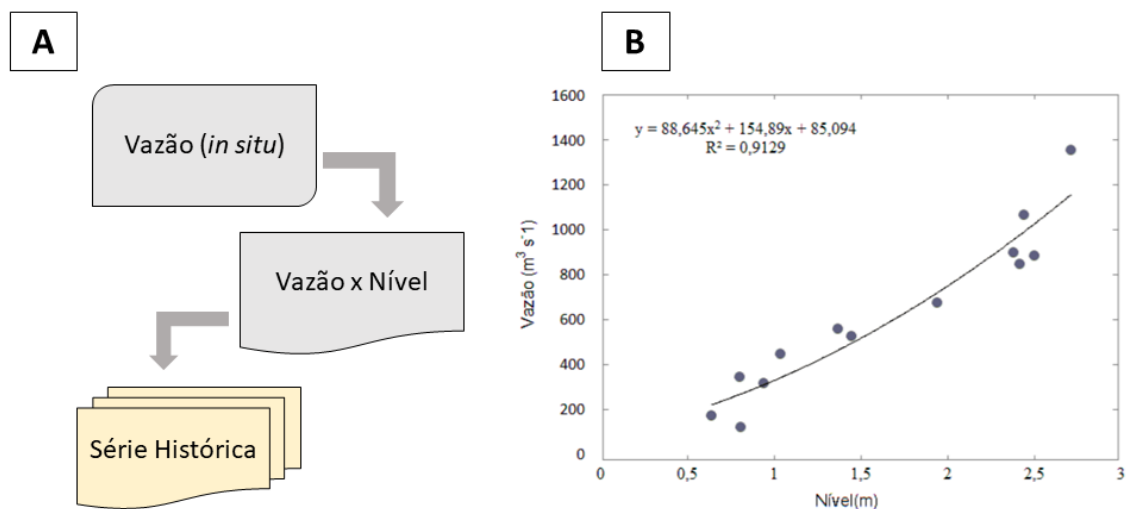 A
Vazão (in situ)
Vazão x Nível
Série Histórica
B
y = 88,645x² + 154,89x + 85,094
R² = 0,9129
Vazão (m³ s⁻1)
1600
1400
1200
1000
800
600
400
200
0
0 0,5 1 1,5 2 2,5 3
Nível(m)